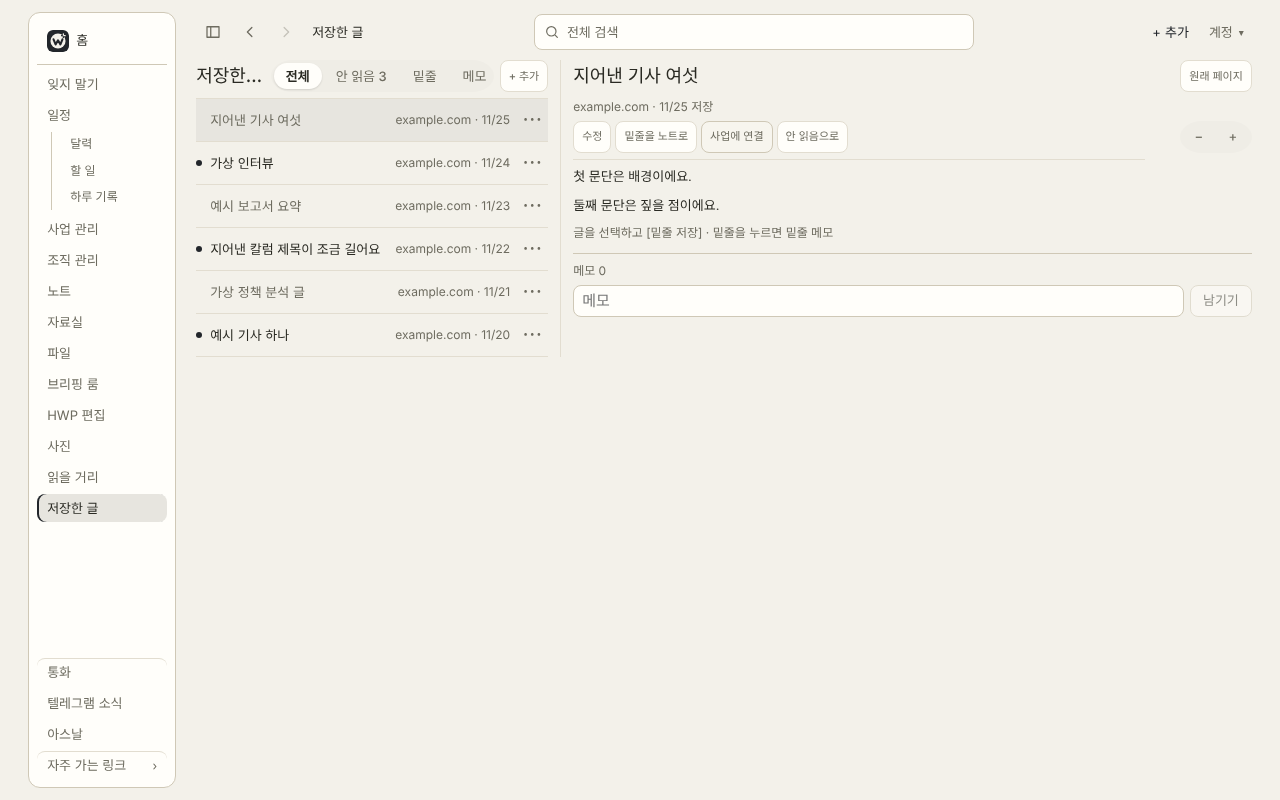 홈
잊지 말기
일정
달력
할 일
하루 기록
사업 관리
조직 관리
노트
자료실
파일
브리핑 룸
HWP 편집
사진
읽을 거리
저장한 글
통화
텔레그램 소식
아스날
자주 가는 링크 ›
저장한 글
전체 검색
+ 추가 계정 ▾
저장한... 전체 안 읽음 3 밑줄 메모 + 추가
지어낸 기사 여섯 example.com · 11/25 ···
가상 인터뷰 example.com · 11/24 ···
예시 보고서 요약 example.com · 11/23 ···
지어낸 칼럼 제목이 조금 길어요 example.com · 11/22 ···
가상 정책 분석 글 example.com · 11/21 ···
예시 기사 하나 example.com · 11/20 ···
지어낸 기사 여섯 원래 페이지
example.com · 11/25 저장
수정 밑줄을 노트로 사업에 연결 안 읽음으로 − +
첫 문단은 배경이에요.
둘째 문단은 짚을 점이에요.
글을 선택하고 [밑줄 저장] · 밑줄을 누르면 밑줄 메모
메모 0
메모 남기기